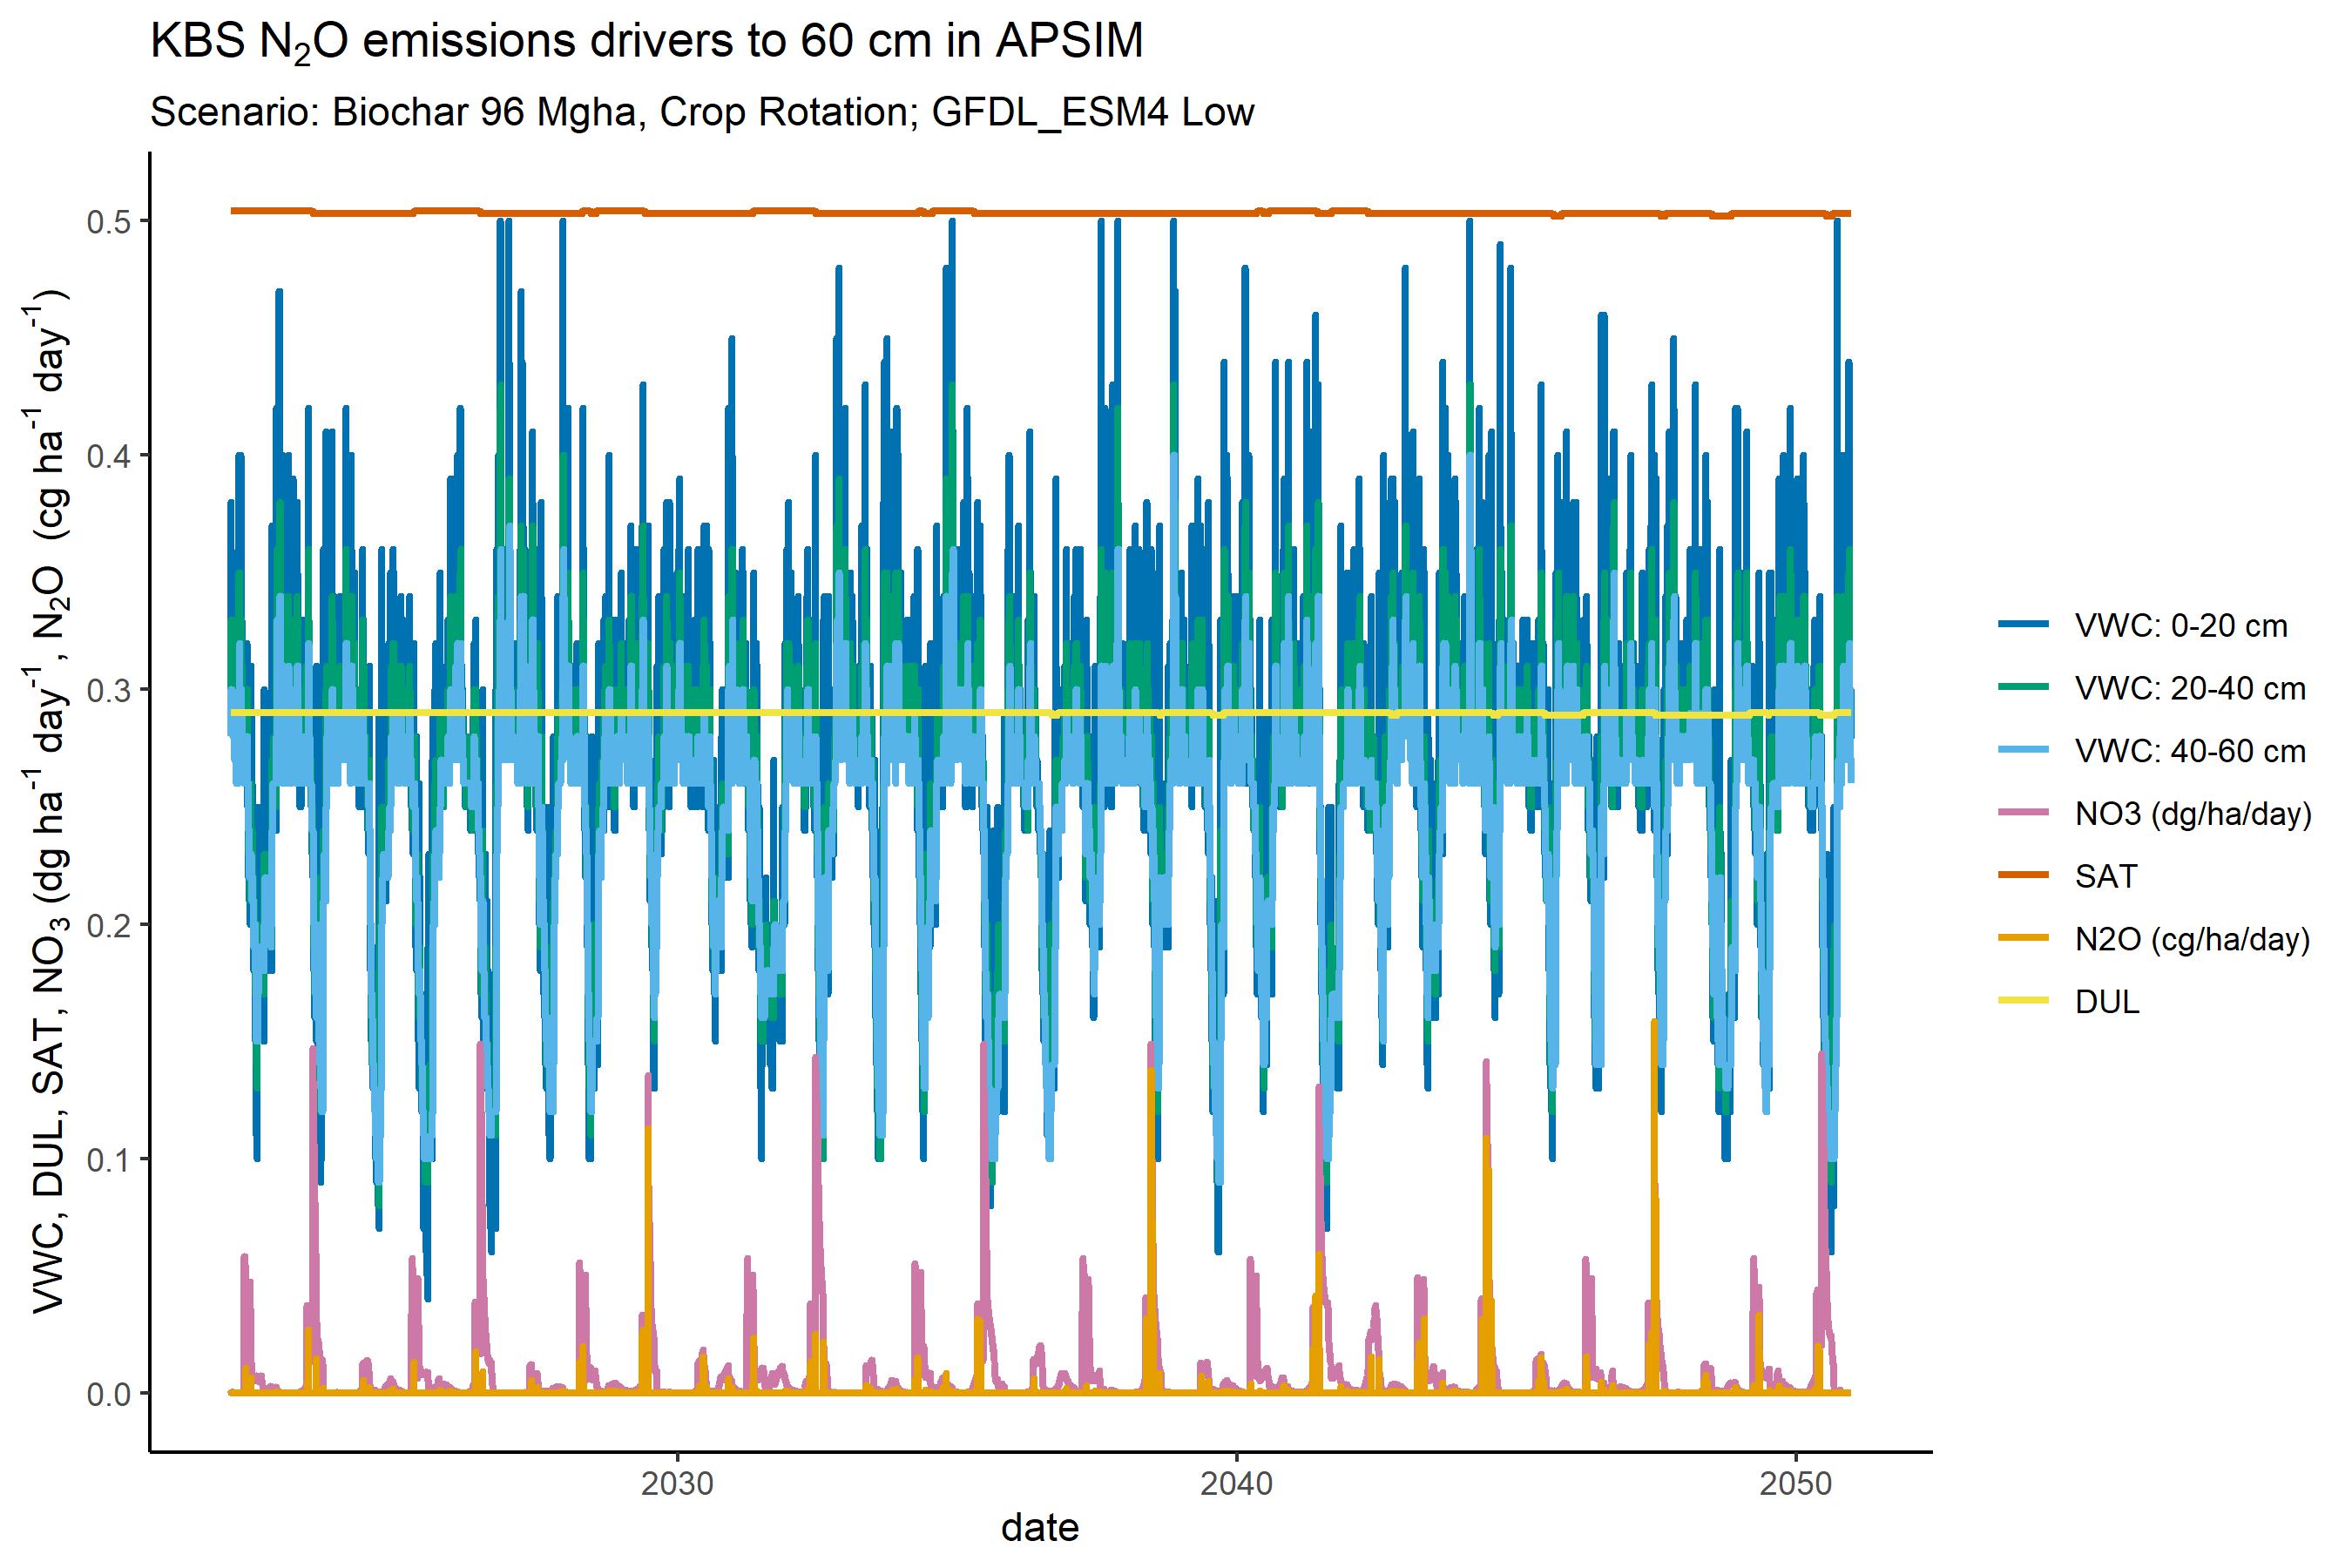 KBS N₂O emissions drivers to 60 cm in APSIM
Scenario: Biochar 96 Mgha, Crop Rotation; GFDL_ESM4 Low
VWC, DUL, SAT, NO₃ (dg ha⁻¹ day⁻¹, N₂O (cg ha⁻¹ day⁻¹)
0.5
0.4
0.3
0.2
0.1
0.0
2030
2040
2050
date
VWC: 0-20 cm
VWC: 20-40 cm
VWC: 40-60 cm
NO3 (dg/ha/day)
SAT
N2O (cg/ha/day)
DUL